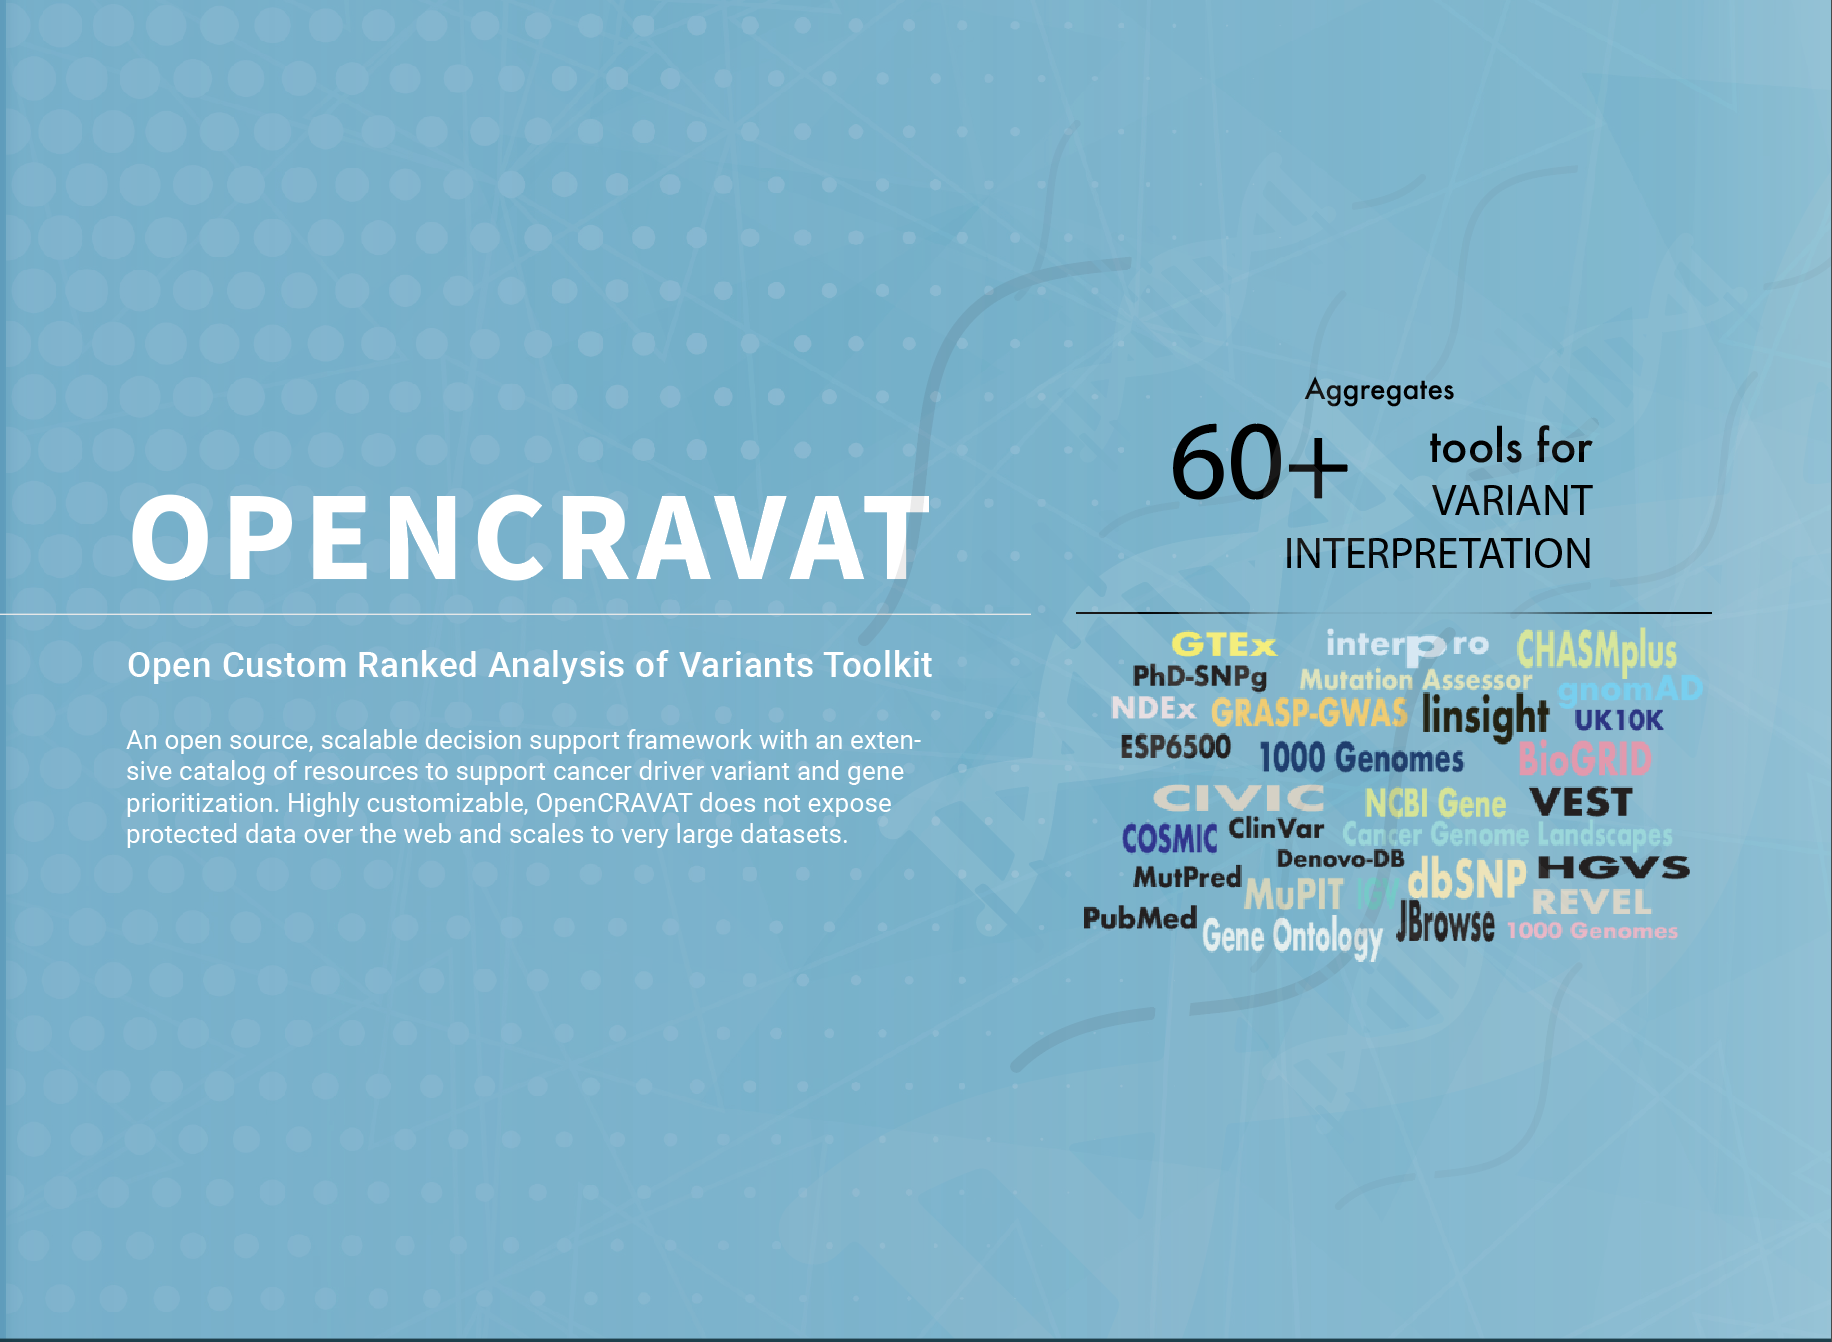 OPENCRAVAT
Open Custom Ranked Analysis of Variants Toolkit
An open source, scalable decision support framework with an exten-
sive catalog of resources to support cancer driver variant and gene
prioritization. Highly customizable, OpenCRAVAT does not expose
protected data over the web and scales to very large datasets.
Aggregates
60+ tools for
VARIANT
INTERPRETATION
GTEx interpro CHASMplus
PhD-SNPg Mutation Assessor gnomAD
NDEx GRASP-GWAS linsight UK10K
ESP6500 1000 Genomes BioGRID
CIVIC NCBI Gene VEST
COSMIC ClinVar Cancer Genome Landscapes
Denovo-DB
MutPred MuPIT IGV dbSNP HGVS
REVEL
PubMed Gene Ontology JBrowse 1000 Genomes